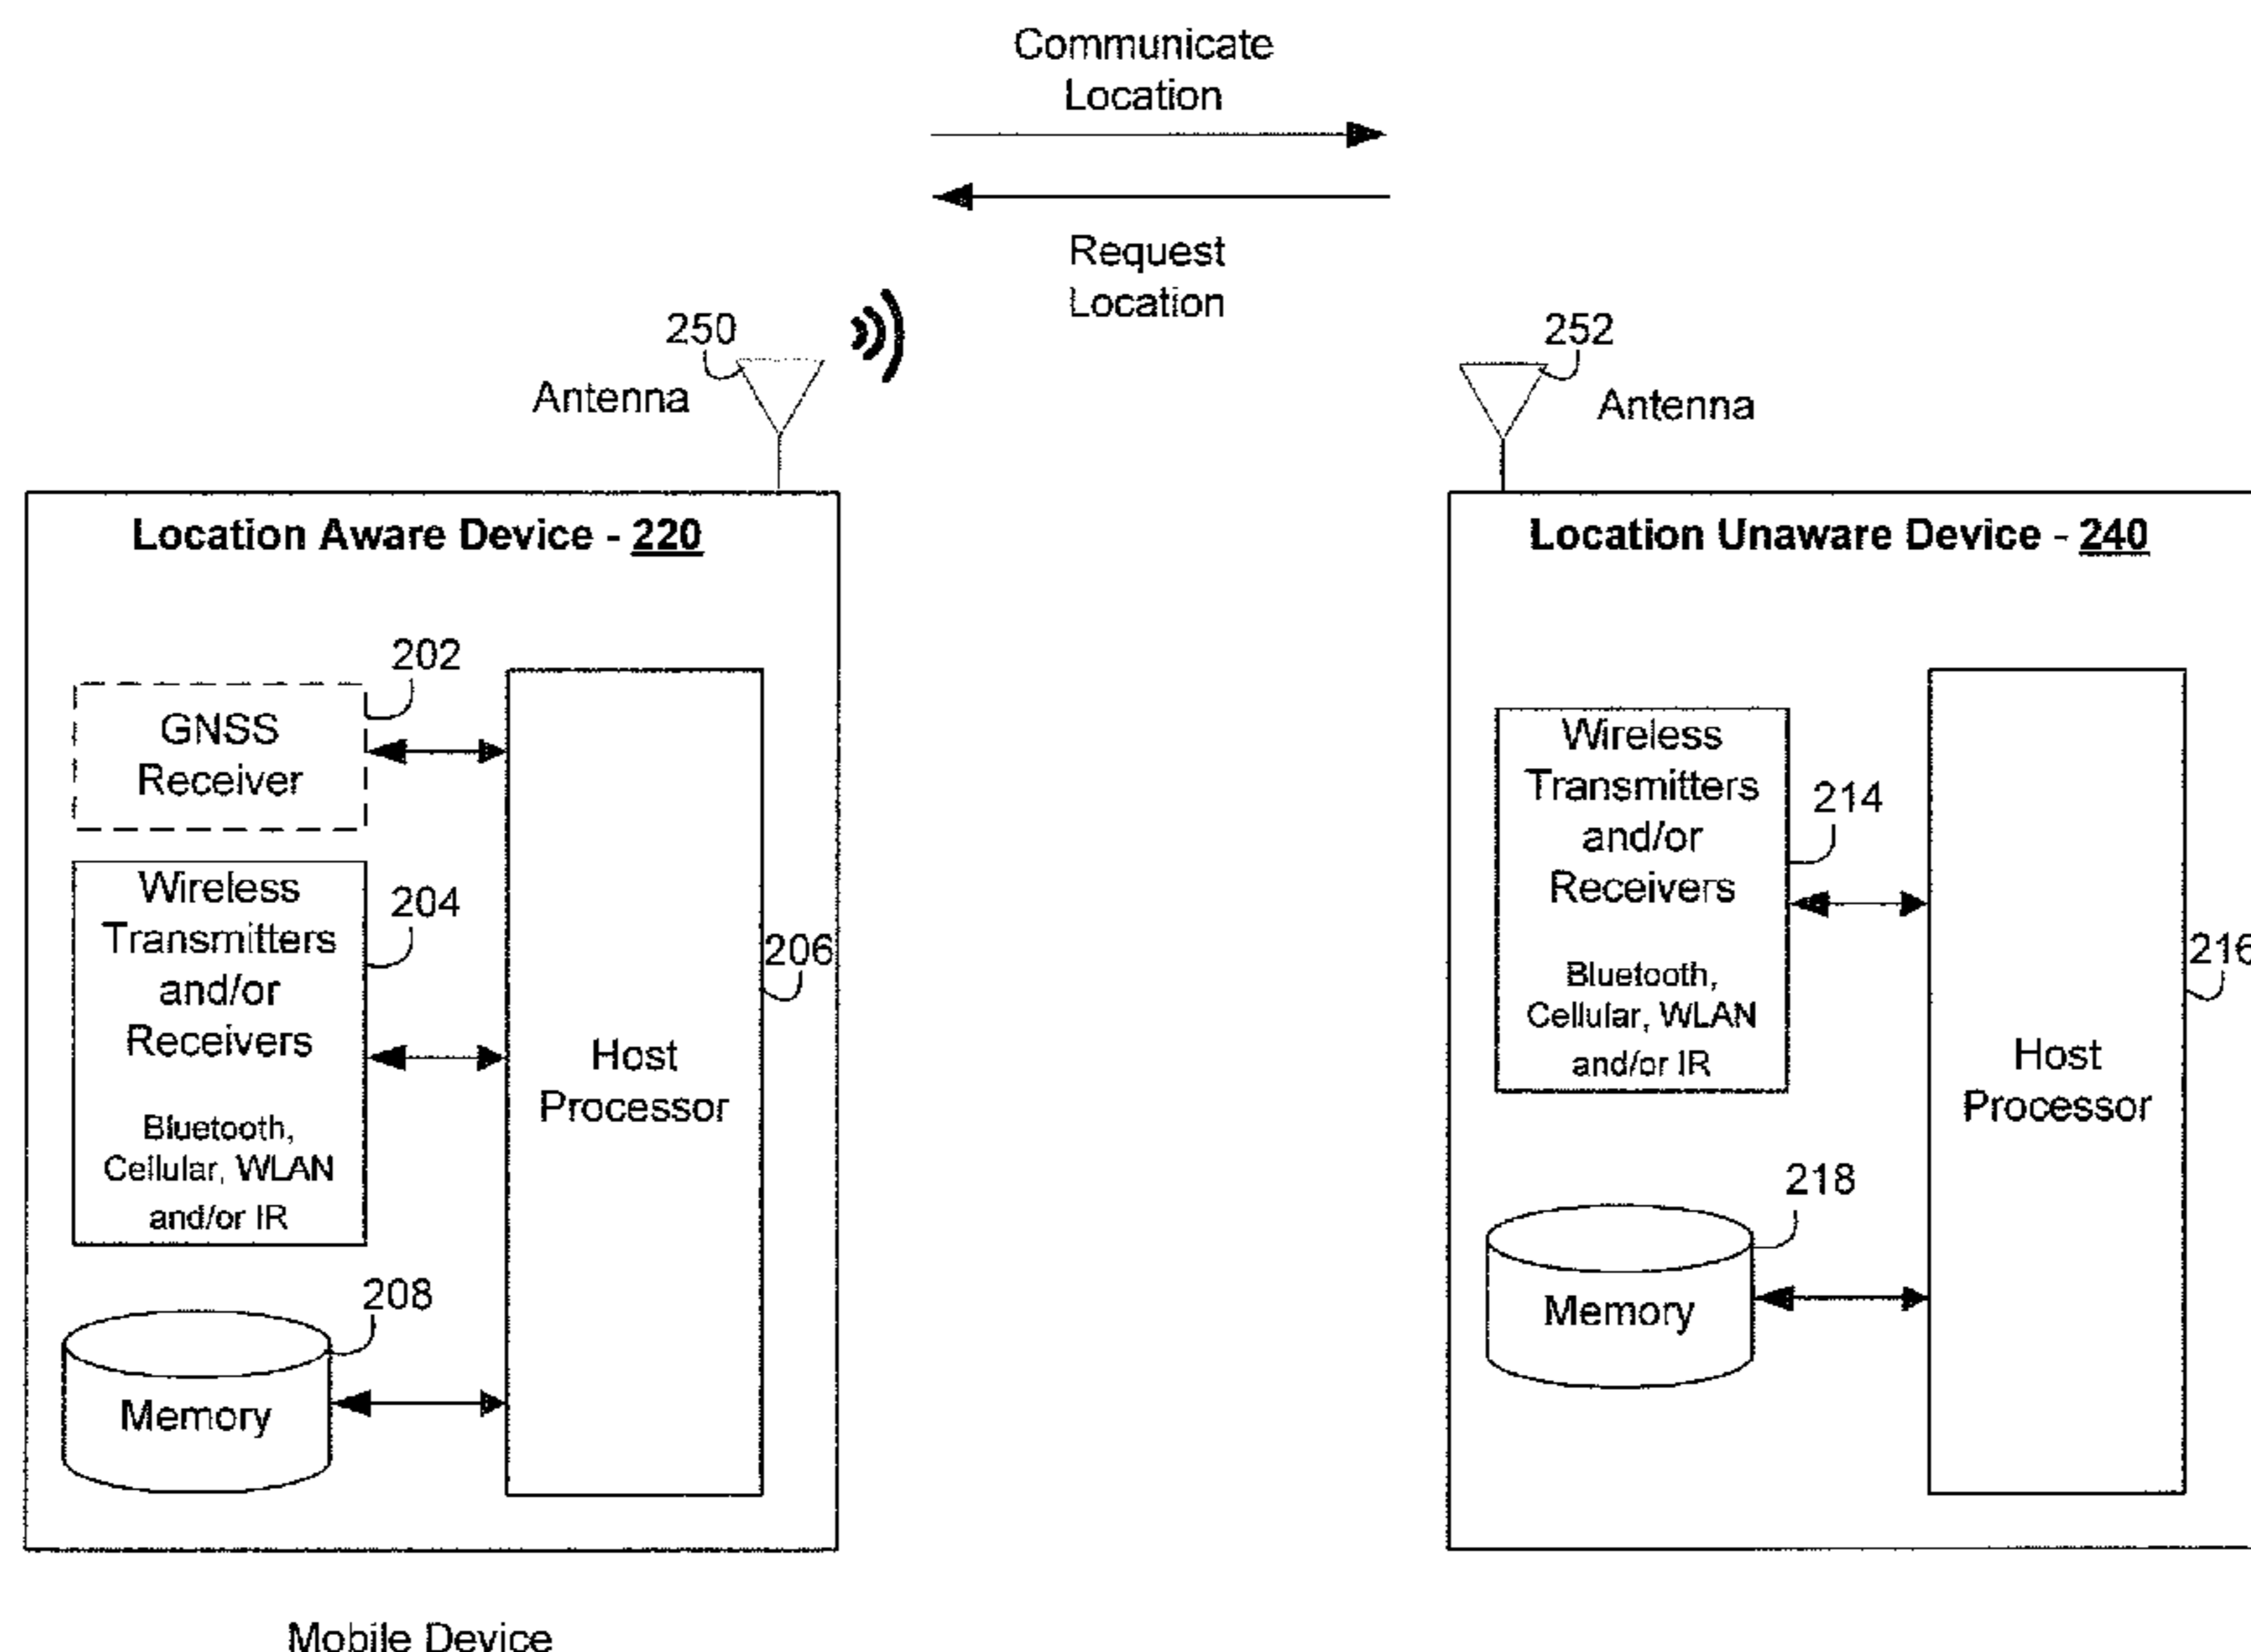 Communicate
Location
Request
Location
250
Antenna
252
Antenna
Location Aware Device - 220
202
GNSS
Receiver
Wireless
Transmitters
and/or
Receivers
Bluetooth,
Cellular, WLAN
and/or IR
204
206
Host
Processor
208
Memory
Mobile Device
Location Unaware Device - 240
Wireless
Transmitters
and/or
Receivers
Bluetooth,
Cellular, WLAN
and/or IR
214
216
Host
Processor
218
Memory